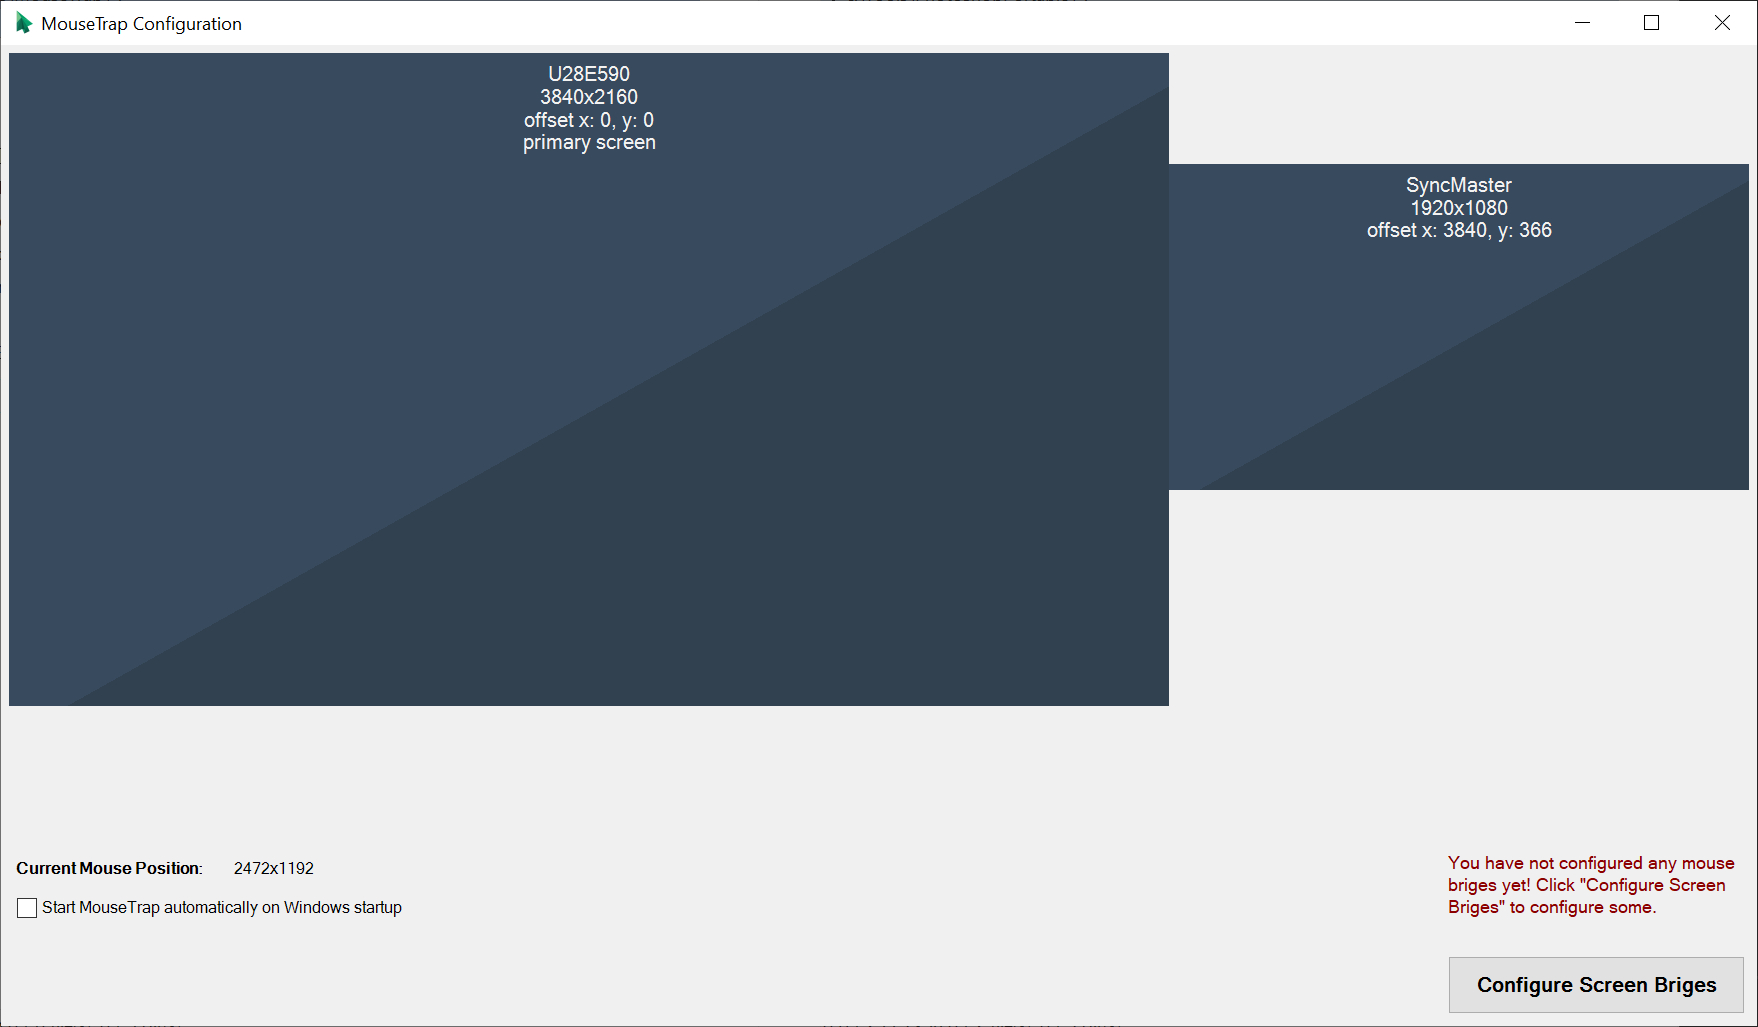 MouseTrap Configuration
U28E590
3840x2160
offset x: 0, y: 0
primary screen
SyncMaster
1920x1080
offset x: 3840, y: 366
Current Mouse Position: 2472x1192
Start MouseTrap automatically on Windows startup
You have not configured any mouse
briges yet! Click "Configure Screen
Briges" to configure some.
Configure Screen Briges